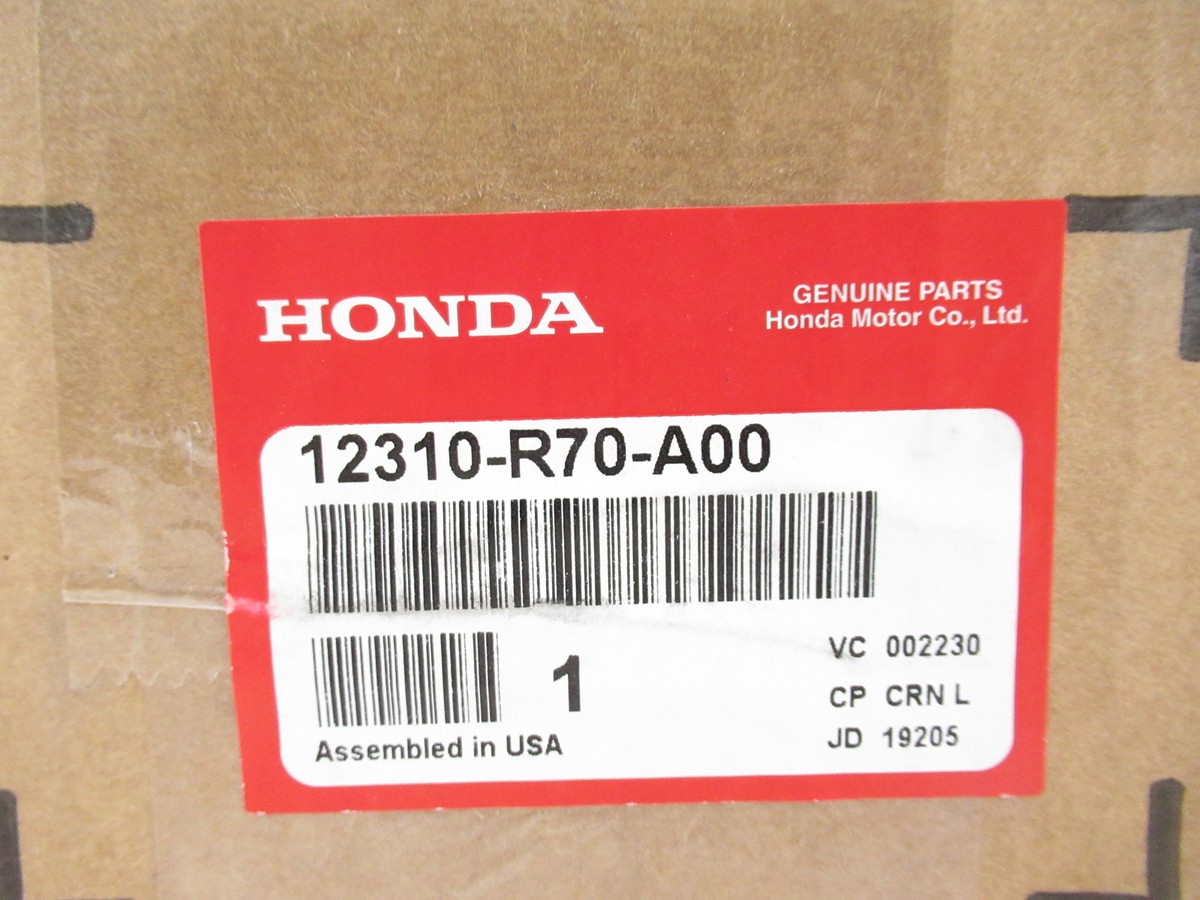 HONDA
GENUINE PARTS
Honda Motor Co., Ltd.
12310-R70-A00
1
Assembled in USA
VC 002230
CP CRN L
JD 19205